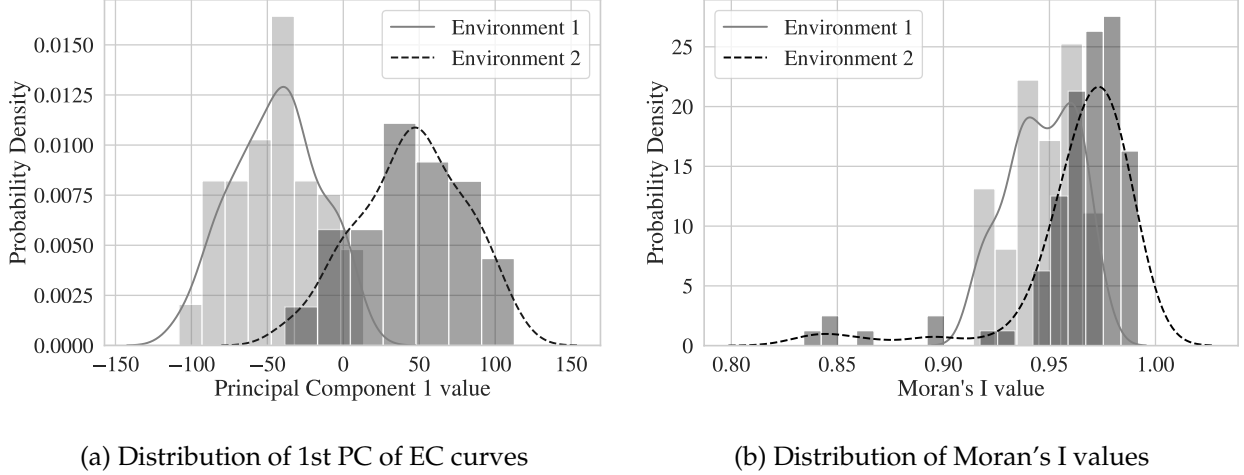 Environment 1
Environment 2
Probability Density
0.0150
0.0125
0.0100
0.0075
0.0050
0.0025
0.0000
−150 −100 −50 0 50 100 150
Principal Component 1 value
(a) Distribution of 1st PC of EC curves
Environment 1
Environment 2
Probability Density
25
20
15
10
5
0
0.80 0.85 0.90 0.95 1.00
Moran's I value
(b) Distribution of Moran’s I values